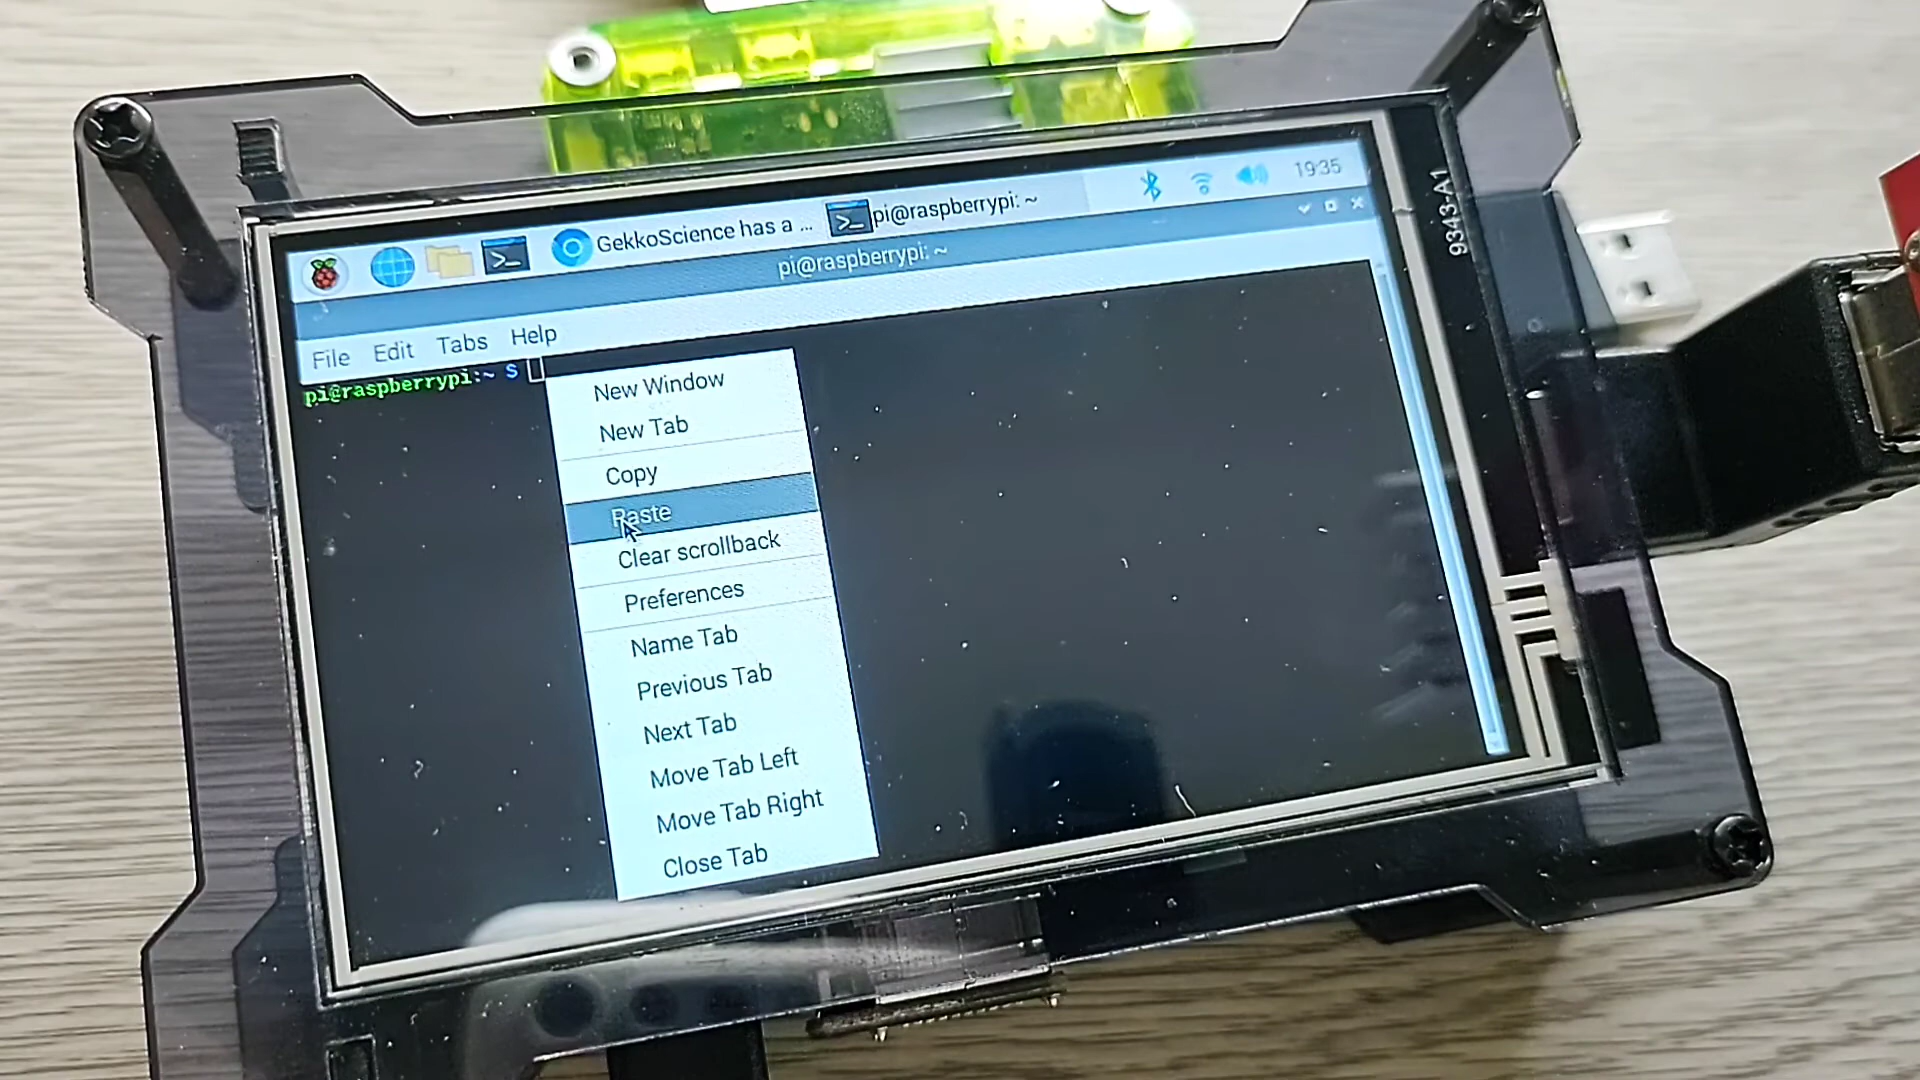 GekkoScience has a ... pi@raspberrypi: ~ 19:35
pi@raspberrypi: ~
File Edit Tabs Help
pi@raspberrypi:~ $
New Window
New Tab
Copy
Paste
Clear scrollback
Preferences
Name Tab
Previous Tab
Next Tab
Move Tab Left
Move Tab Right
Close Tab
9343-A1